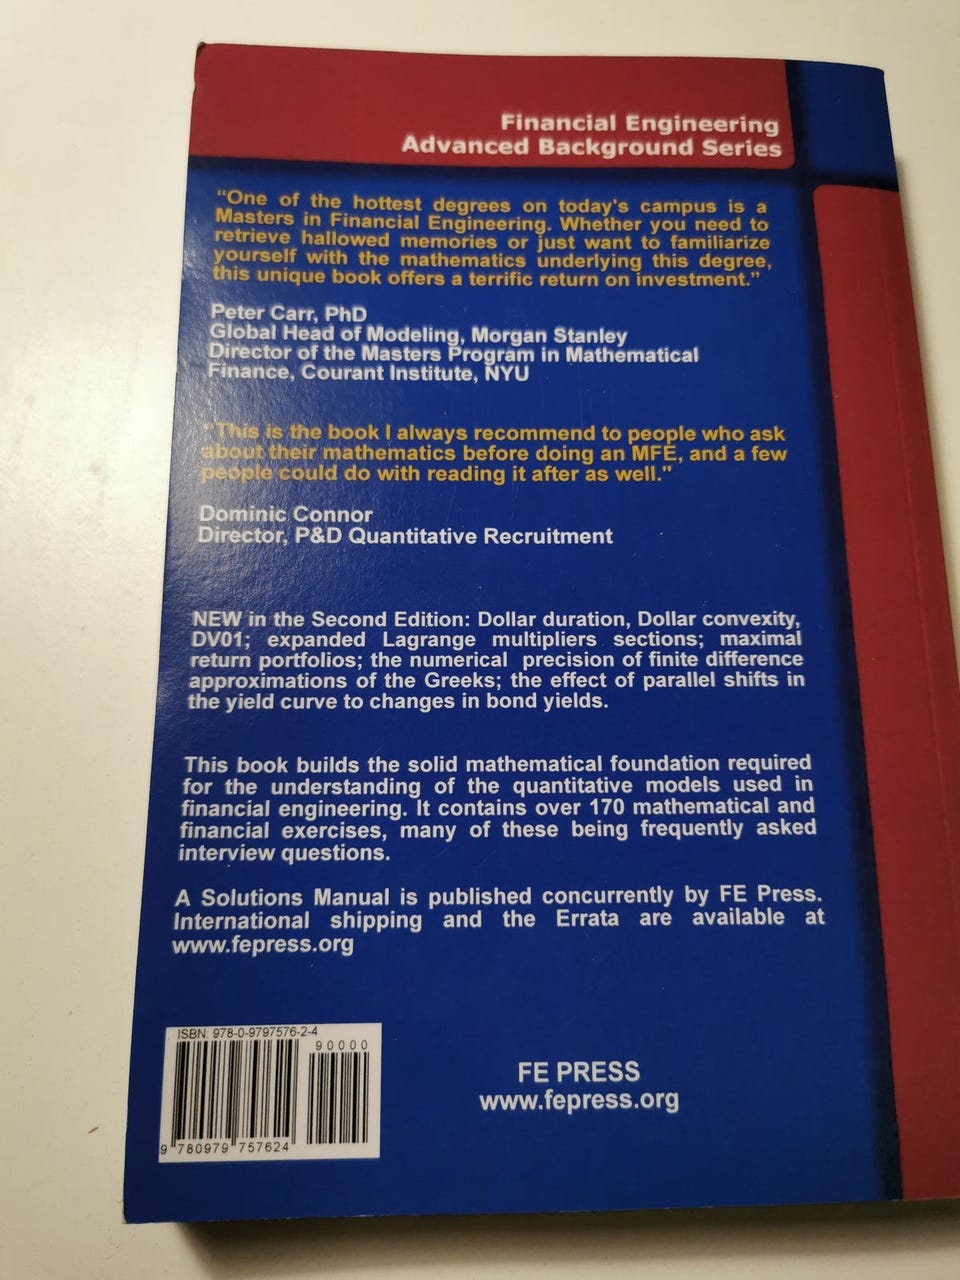 Financial Engineering
Advanced Background Series
"One of the hottest degrees on today's campus is a
Masters in Financial Engineering. Whether you need to
retrieve hallowed memories or just want to familiarize
yourself with the mathematics underlying this degree,
this unique book offers a terrific return on investment."
Peter Carr, PhD
Global Head of Modeling, Morgan Stanley
Director of the Masters Program in Mathematical
Finance, Courant Institute, NYU
"This is the book I always recommend to people who ask
about their mathematics before doing an MFE, and a few
people could do with reading it after as well."
Dominic Connor
Director, P&D Quantitative Recruitment
NEW in the Second Edition: Dollar duration, Dollar convexity,
DV01; expanded Lagrange multipliers sections; maximal
return portfolios; the numerical precision of finite difference
approximations of the Greeks; the effect of parallel shifts in
the yield curve to changes in bond yields.
This book builds the solid mathematical foundation required
for the understanding of the quantitative models used in
financial engineering. It contains over 170 mathematical and
financial exercises, many of these being frequently asked
interview questions.
A Solutions Manual is published concurrently by FE Press.
International shipping and the Errata are available at
www.fepress.org
ISBN: 978-0-9797576-2-4
90000
9 780979 757624
FE PRESS
www.fepress.org